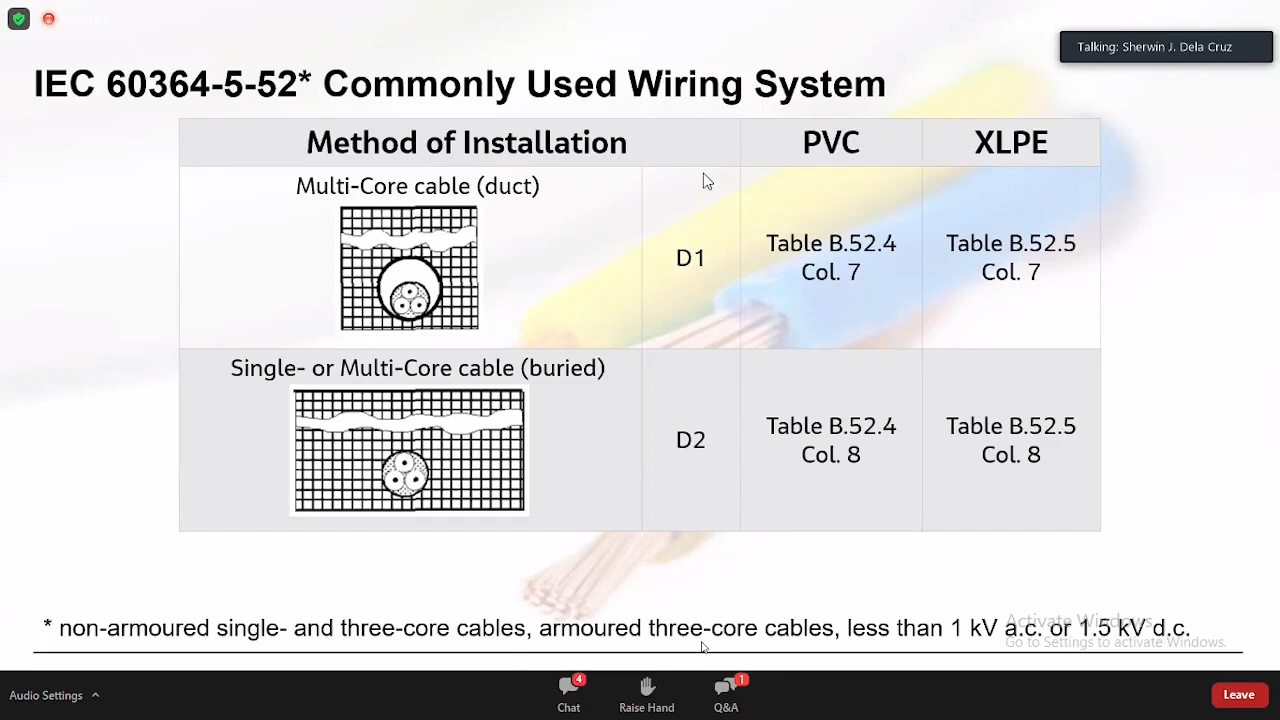 Talking: Sherwin J. Dela Cruz
IEC 60364-5-52* Commonly Used Wiring System
Method of Installation PVC XLPE
Multi-Core cable (duct)
D1
Table B.52.4
Col. 7
Table B.52.5
Col. 7
Single- or Multi-Core cable (buried)
D2
Table B.52.4
Col. 8
Table B.52.5
Col. 8
* non-armoured single- and three-core cables, armoured three-core cables, less than 1 kV a.c. or 1.5 kV d.c.
Activate Windows
Go to Settings to activate Windows.
Audio Settings
4
Chat
Raise Hand
1
Q&A
Leave